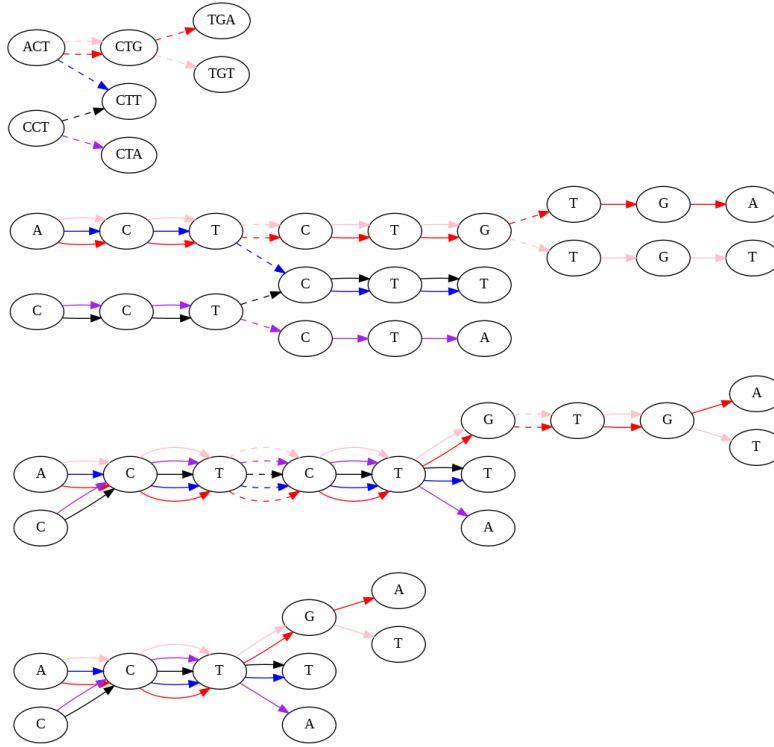 TGA
ACT CTG
TGT
CTT
CCT
CTA
T G A
A C T C T G
T G T
C T T
C C T
C T A
A
G T G
T
A C T C T T
C A
A
G
T
A C T T
C A